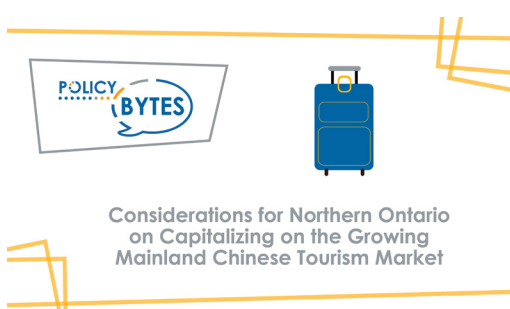 POLICY
BYTES
Considerations for Northern Ontario
on Capitalizing on the Growing
Mainland Chinese Tourism Market